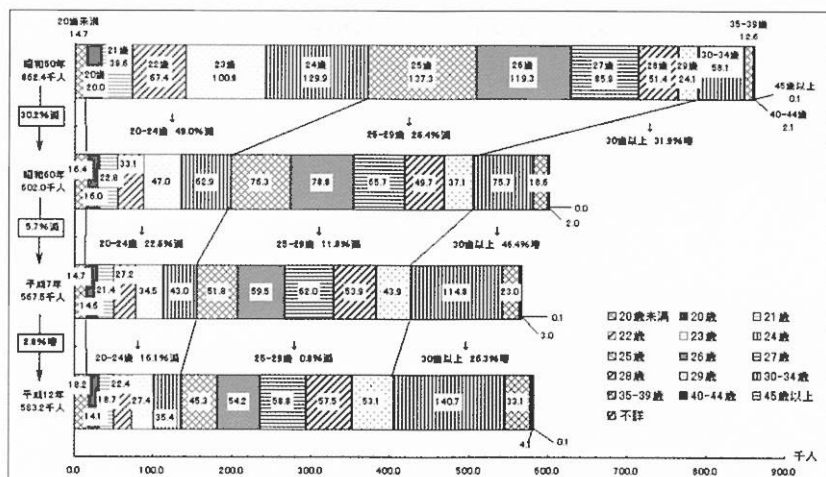 20歳未満
14.7
35-39歳
12.6
昭和50年
862.4千人
20歳
20.0
21歳
39.6
22歳
67.4
23歳
24歳
129.9
25歳
137.3
26歳
119.3
27歳
85.9
28歳
51.4
29歳
24.1
30-34歳
58.1
45歳以上
0.1
40-44歳
2.1
30.2%減
20-24歳 49.0%減
25-29歳 26.4%減
30歳以上 31.9%増
昭和60年
602.0千人
16.4
16.0
22.8
33.1
47.0
62.9
76.3
78.8
65.7
49.7
37.1
75.7
18.6
0.0
2.0
5.7%減
20-24歳 22.5%減
25-29歳 11.9%減
30歳以上 46.4%増
平成7年
567.5千人
14.7
14.6
21.4
27.2
34.5
43.0
51.8
59.5
62.0
53.9
43.9
114.8
23.0
0.1
3.0
2.8%増
20-24歳 16.1%減
25-29歳 0.8%減
30歳以上 26.3%増
平成12年
583.2千人
18.2
14.1
18.7
22.4
27.4
35.4
45.3
54.2
58.8
57.5
53.1
140.7
33.1
4.1
0.1
20歳未満 20歳 21歳
22歳 23歳 24歳
25歳 26歳 27歳
28歳 29歳 30-34歳
35-39歳 40-44歳 45歳以上
不詳
千人
0.0 100.0 200.0 300.0 400.0 500.0 600.0 700.0 800.0 900.0